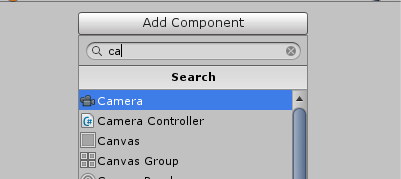 Add Component
ca
Search
Camera
Camera Controller
Canvas
Canvas Group